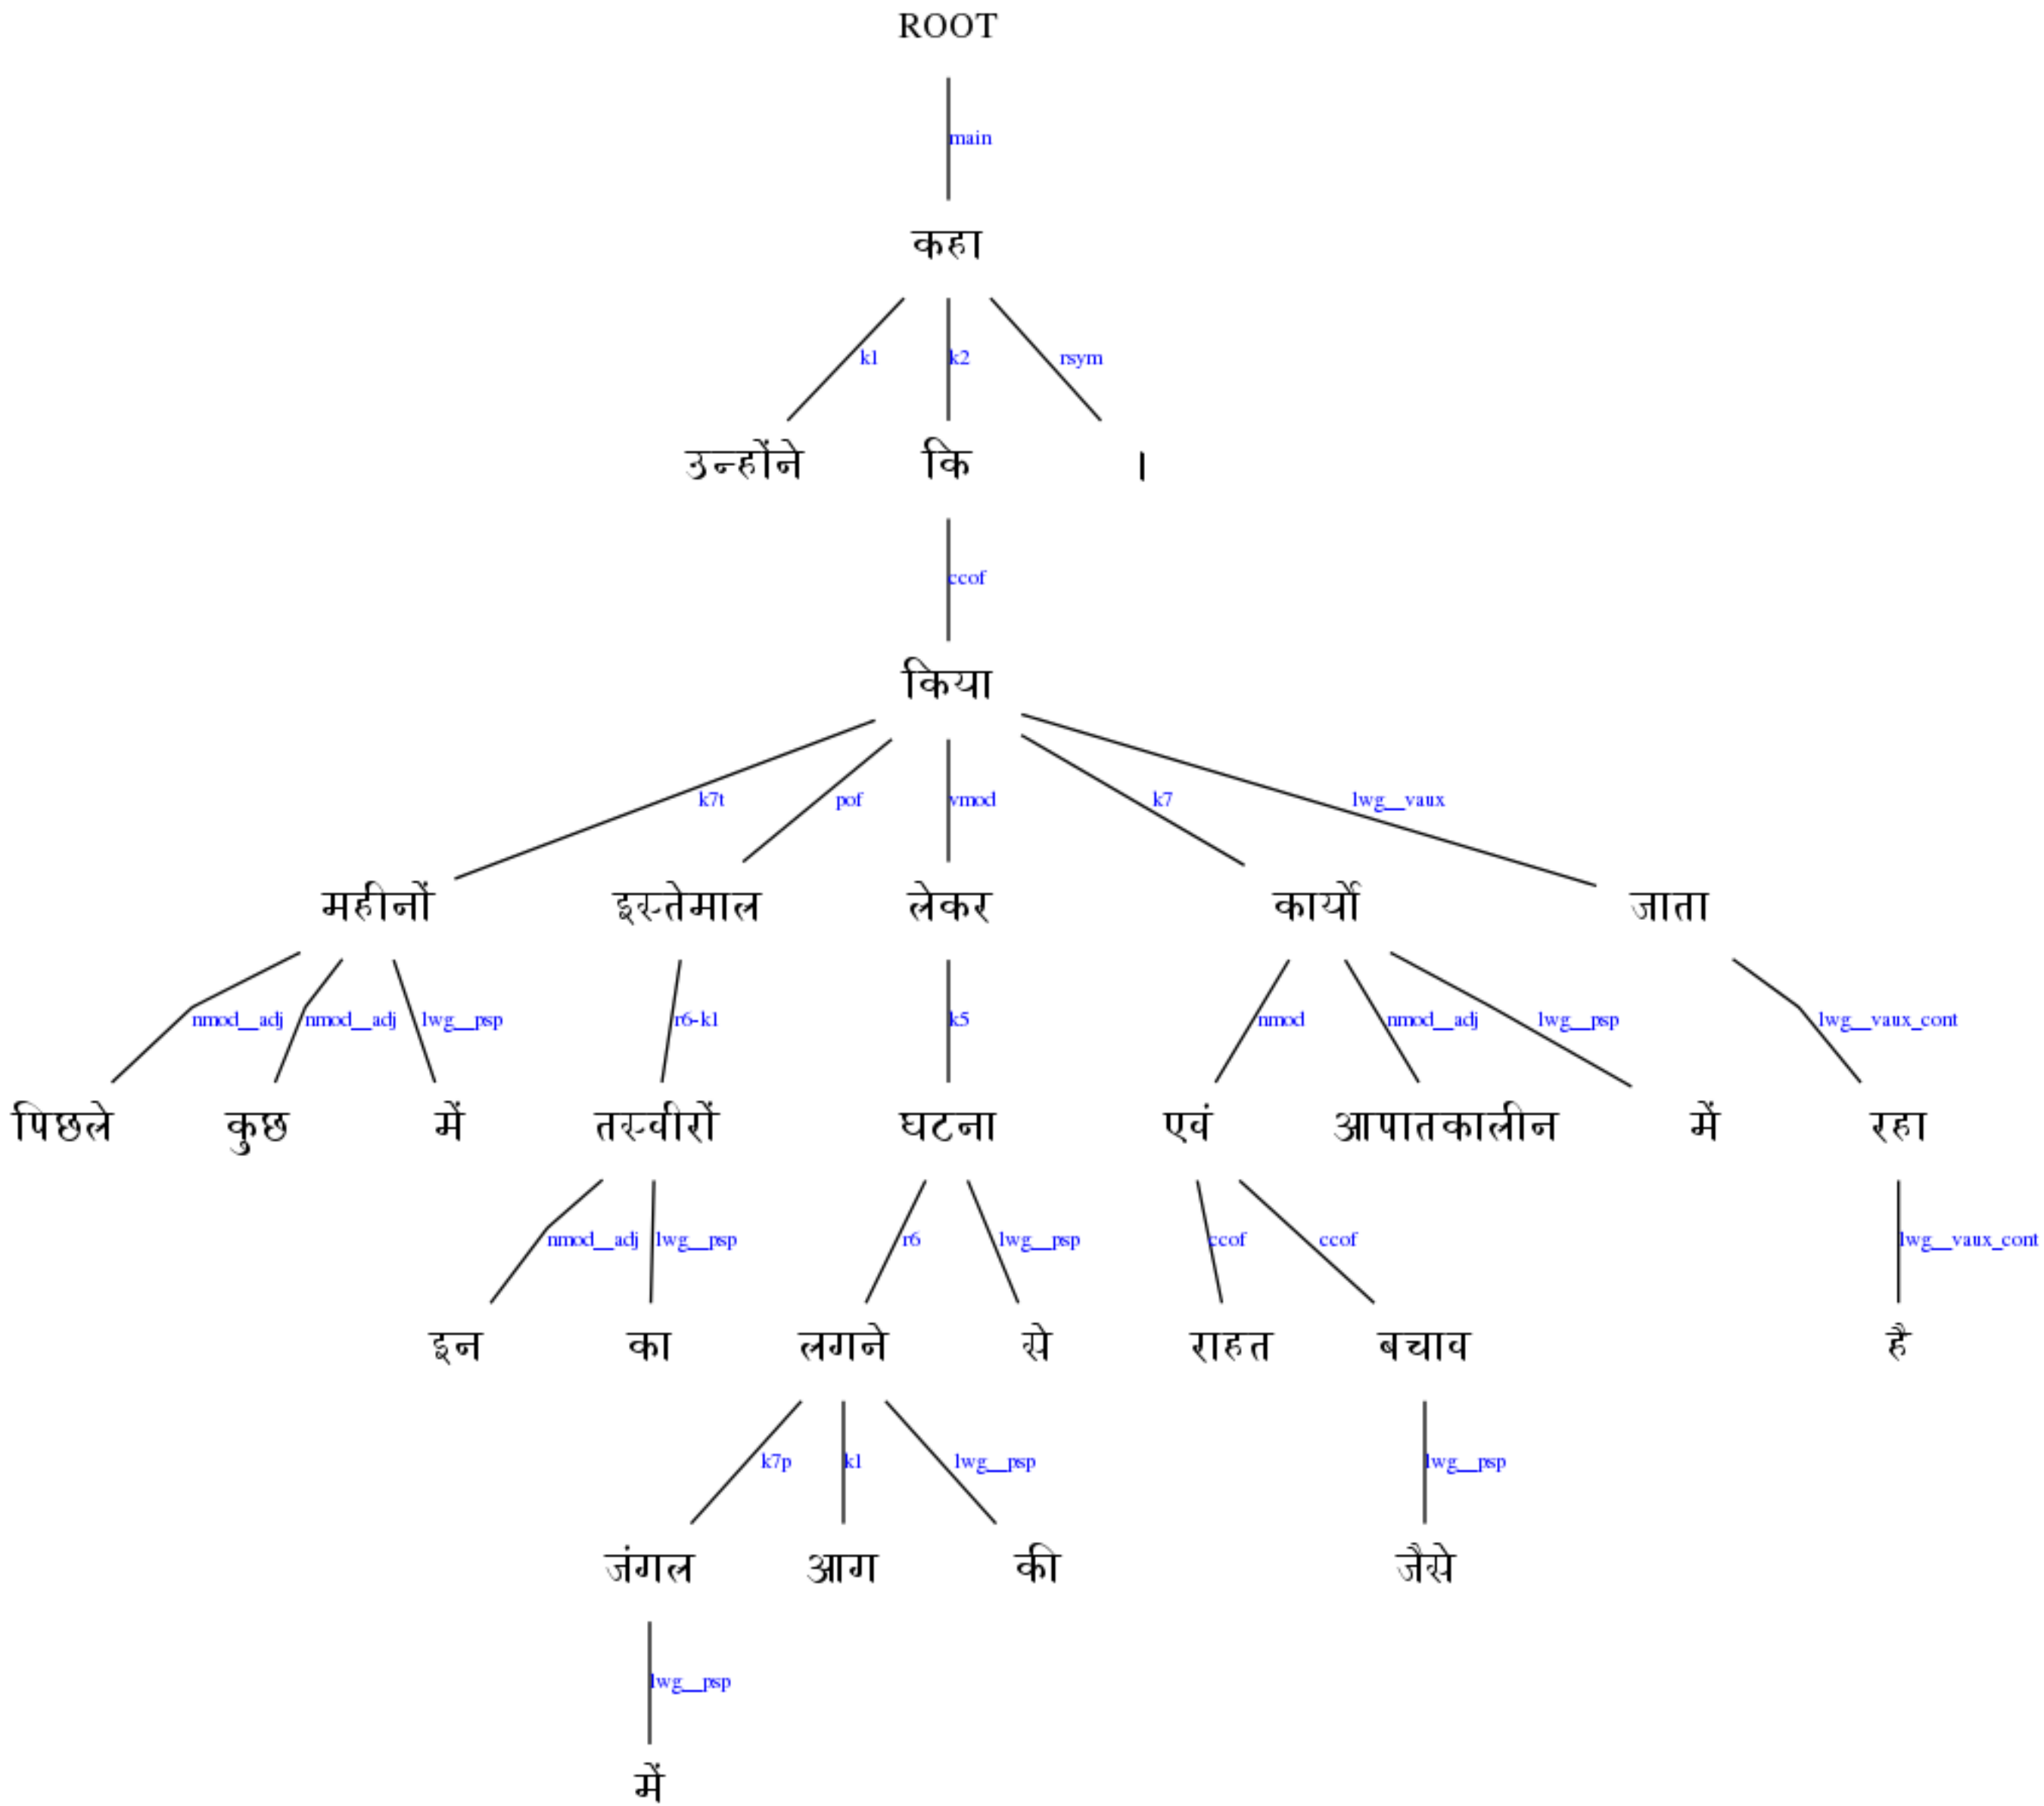 ROOT
main
कहा
k1 k2 rsym
उन्होंने कि ।
ccof
किया
k7t pof vmod k7 lwg__vaux
महीनों इस्तेमाल लेकर कार्यों जाता
nmod__adj nmod__adj lwg__psp r6-k1 k5 nmod nmod__adj lwg__psp lwg__vaux_cont
पिछले कुछ में तस्वीरों घटना एवं आपातकालीन में रहा
nmod__adj lwg__psp r6 lwg__psp ccof ccof lwg__vaux_cont
इन का लगने से राहत बचाव है
k7p k1 lwg__psp lwg__psp
जंगल आग की जैसे
lwg__psp
में